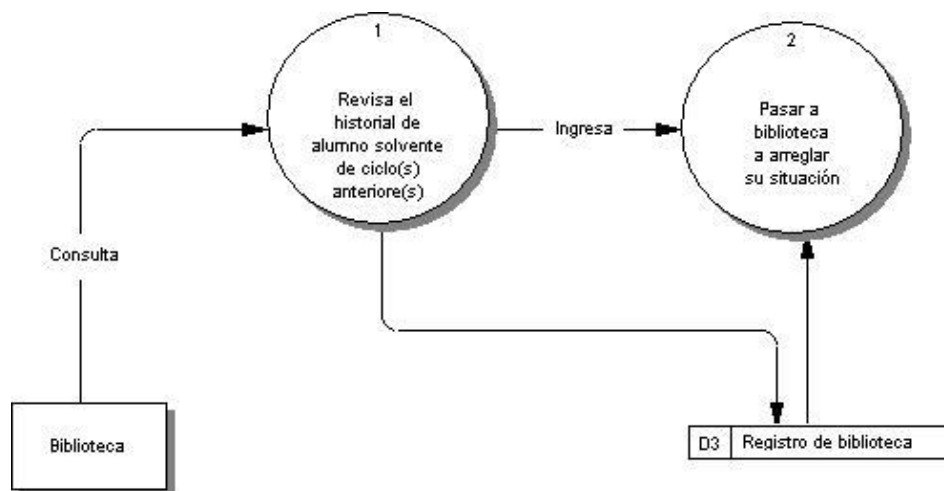 1
Revisa el
historial de
alumno solvente
de ciclo(s)
anteriore(s)
Ingresa
2
Pasar a
biblioteca
a arreglar
su situación
Consulta
Biblioteca
D3 Registro de biblioteca